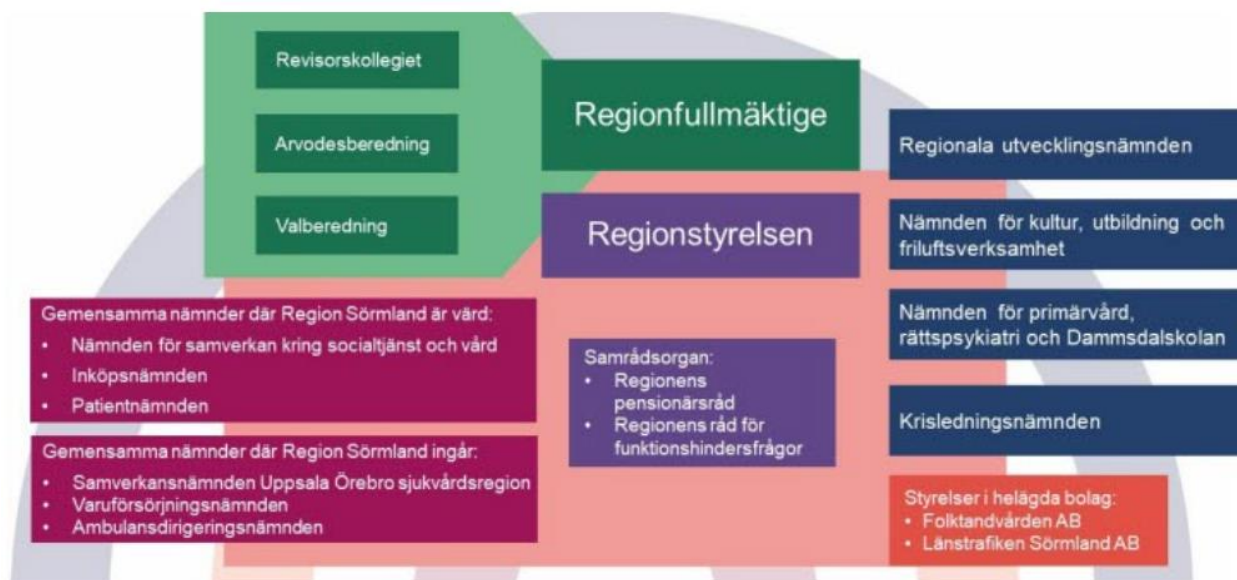 Revisorskollegiet
Arvodesberedning
Valberedning
Regionfullmäktige
Regionstyrelsen
Regionala utvecklingsnämnden
Nämnden för kultur, utbildning och
friluftsverksamhet
Nämnden för primärvård,
rättspsykiatri och Dammsdalskolan
Krisledningsnämnden
Gemensamma nämnder där Region Sörmland är värd:
• Nämnden för samverkan kring socialtjänst och vård
• Inköpsnämnden
• Patientnämnden
Gemensamma nämnder där Region Sörmland ingår:
• Samverkansnämnden Uppsala Örebro sjukvårdsregion
• Varuförsörjningsnämnden
• Ambulansdirigeringsnämnden
Samrådsorgan:
• Regionens
pensionärsråd
• Regionens råd för
funktionshindersfrågor
Styrelser i helägda bolag:
• Folktandvården AB
• Länstrafiken Sörmland AB